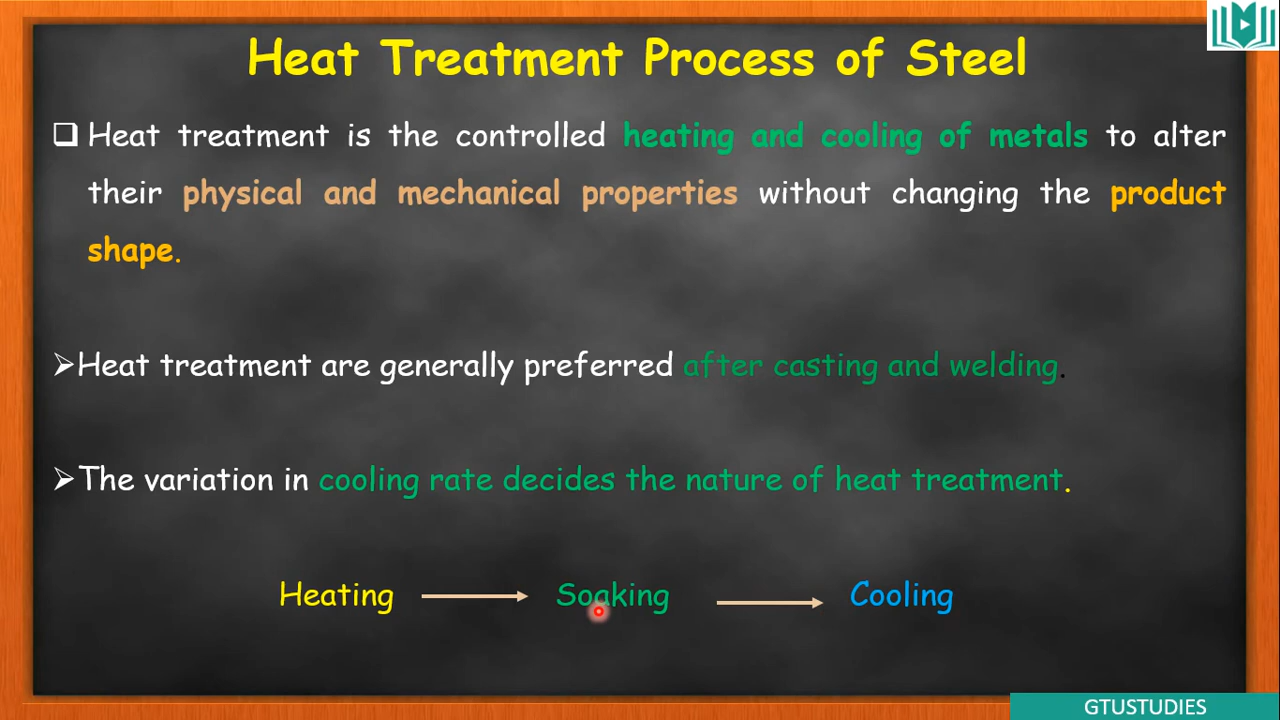 Heat Treatment Process of Steel
Heat treatment is the controlled heating and cooling of metals to alter
their physical and mechanical properties without changing the product
shape.
Heat treatment are generally preferred after casting and welding.
The variation in cooling rate decides the nature of heat treatment.
Heating Soaking Cooling
GTUSTUDIES